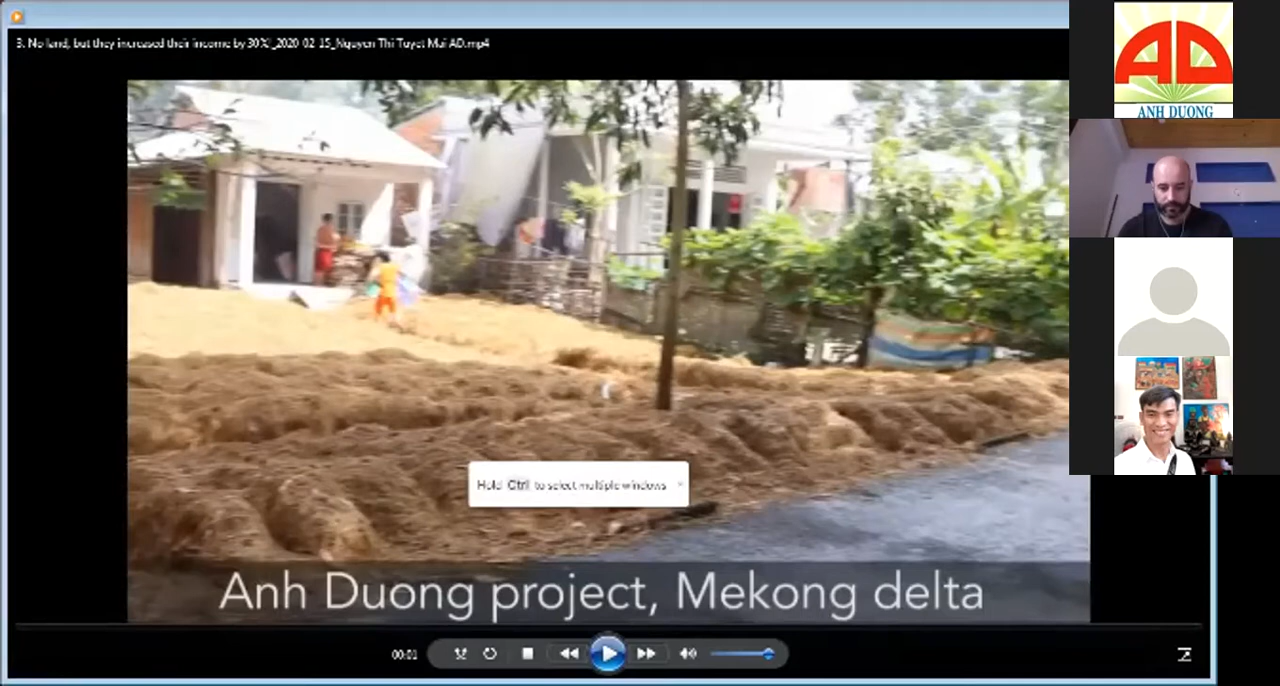 3. No land, but they increased their income by 30%!_2020-02-15_Nguyen Thi Tuyet Mai AD.mp4
AD
ANH DUONG
Hold Ctrl to select multiple windows
Anh Duong project, Mekong delta
00:01